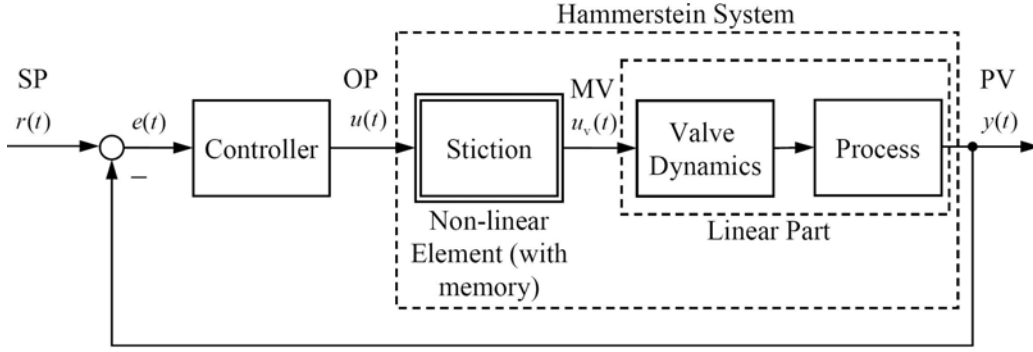 Hammerstein System
SP
OP
MV
PV
r(t)
e(t)
u(t)
uᵥ(t)
y(t)
Controller
Stiction
Valve
Dynamics
Process
−
Non-linear
Element (with
memory)
Linear Part